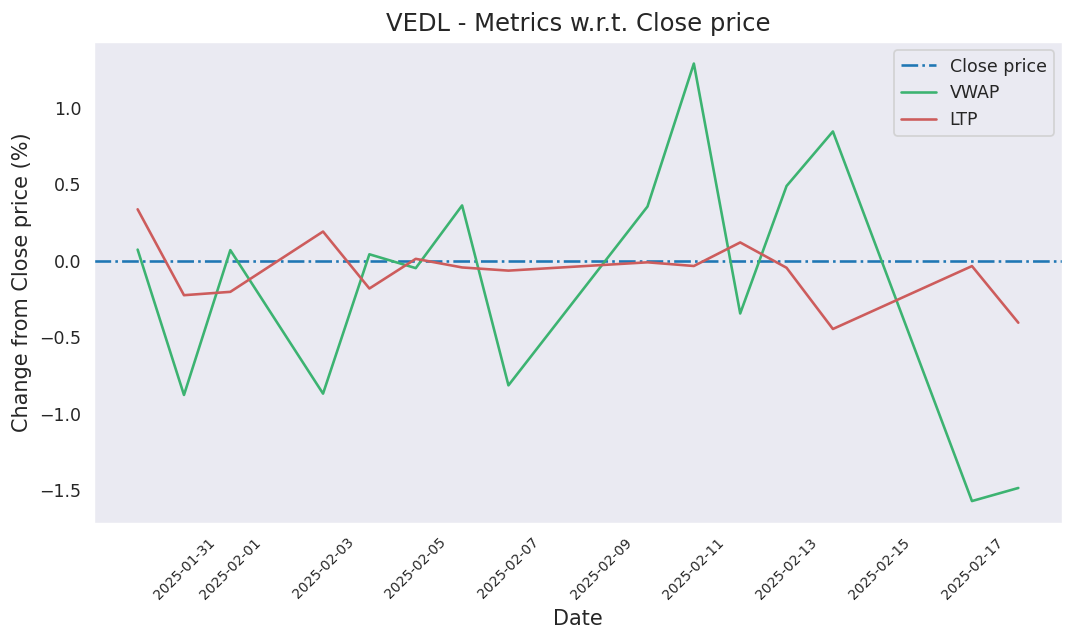 VEDL - Metrics w.r.t. Close price
Close price
VWAP
LTP
Change from Close price (%)
1.0
0.5
0.0
−0.5
−1.0
−1.5
2025-01-31
2025-02-01
2025-02-03
2025-02-05
2025-02-07
2025-02-09
2025-02-11
2025-02-13
2025-02-15
2025-02-17
Date